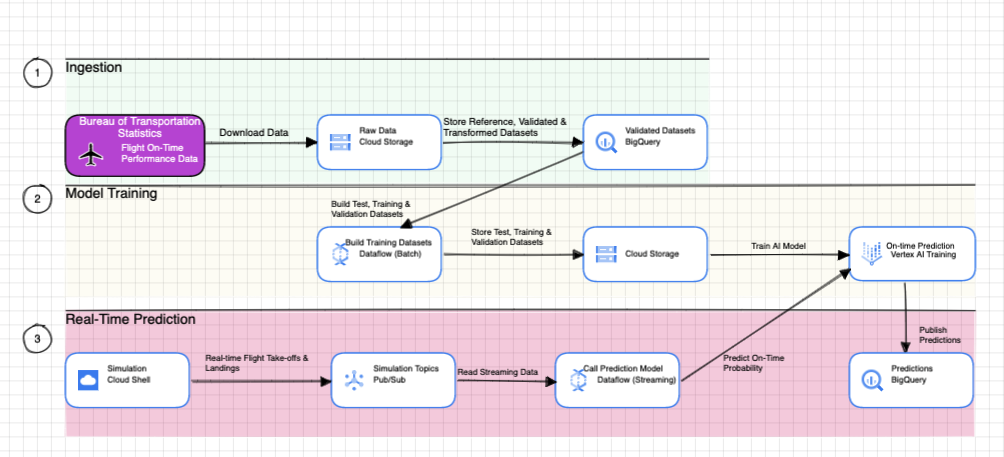 1
Ingestion
Bureau of Transportation
Statistics
Flight On-Time
Performance Data
Download Data
Raw Data
Cloud Storage
Store Reference, Validated &
Transformed Datasets
Validated Datasets
BigQuery
2
Model Training
Build Test, Training &
Validation Datasets
Build Training Datasets
Dataflow (Batch)
Store Test, Training &
Validation Datasets
Cloud Storage
Train AI Model
On-time Prediction
Vertex AI Training
3
Real-Time Prediction
Simulation
Cloud Shell
Real-time Flight Take-offs &
Landings
Simulation Topics
Pub/Sub
Read Streaming Data
Call Prediction Model
Dataflow (Streaming)
Predict On-Time
Probability
Publish
Predictions
Predictions
BigQuery